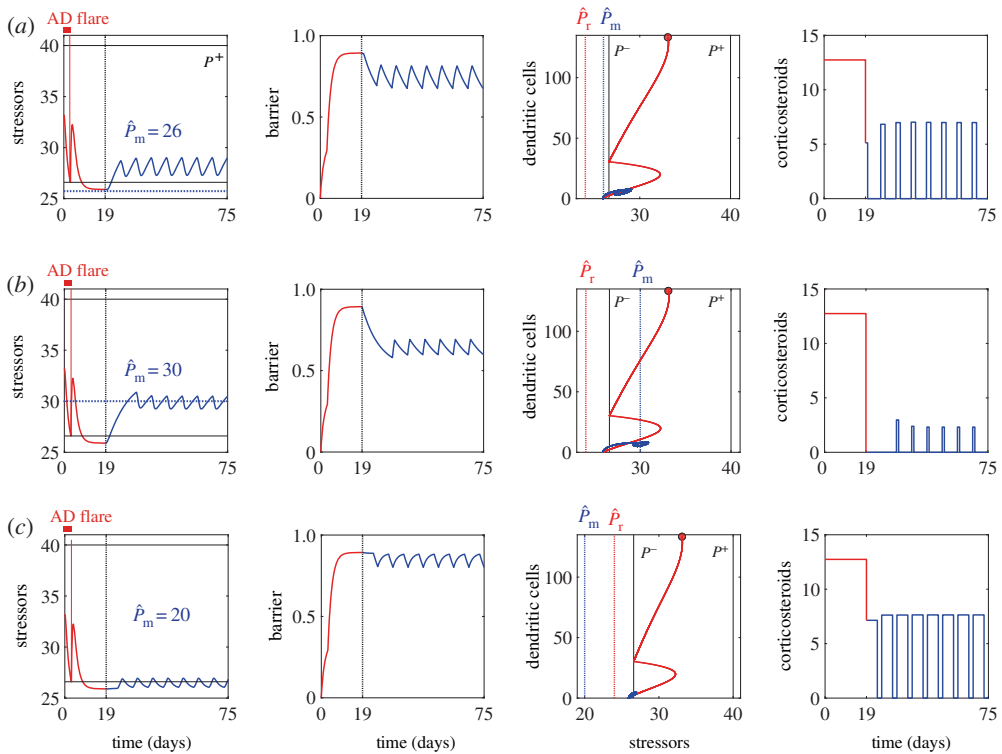 (a)
AD flare
stressors
40
35
30
25
P⁺
P̂ₘ = 26
0
19
75
barrier
1.0
0.5
0
0
19
75
P̂ᵣ
P̂ₘ
P⁻
P⁺
dendritic cells
100
50
0
33
41
corticosteroids
15
10
5
0
0
19
75
(b)
AD flare
stressors
40
35
30
25
P̂ₘ = 30
0
19
75
barrier
1.0
0.5
0
0
19
75
P̂ᵣ
P̂ₘ
P⁻
P⁺
dendritic cells
100
50
0
33
41
corticosteroids
15
10
5
0
0
19
75
(c)
AD flare
stressors
40
35
30
25
P̂ₘ = 20
0
19
75
time (days)
barrier
1.0
0.5
0
0
19
75
time (days)
P̂ₘ
P̂ᵣ
P⁻
P⁺
dendritic cells
100
50
0
20
30
40
stressors
corticosteroids
15
10
5
0
0
19
75
time (days)